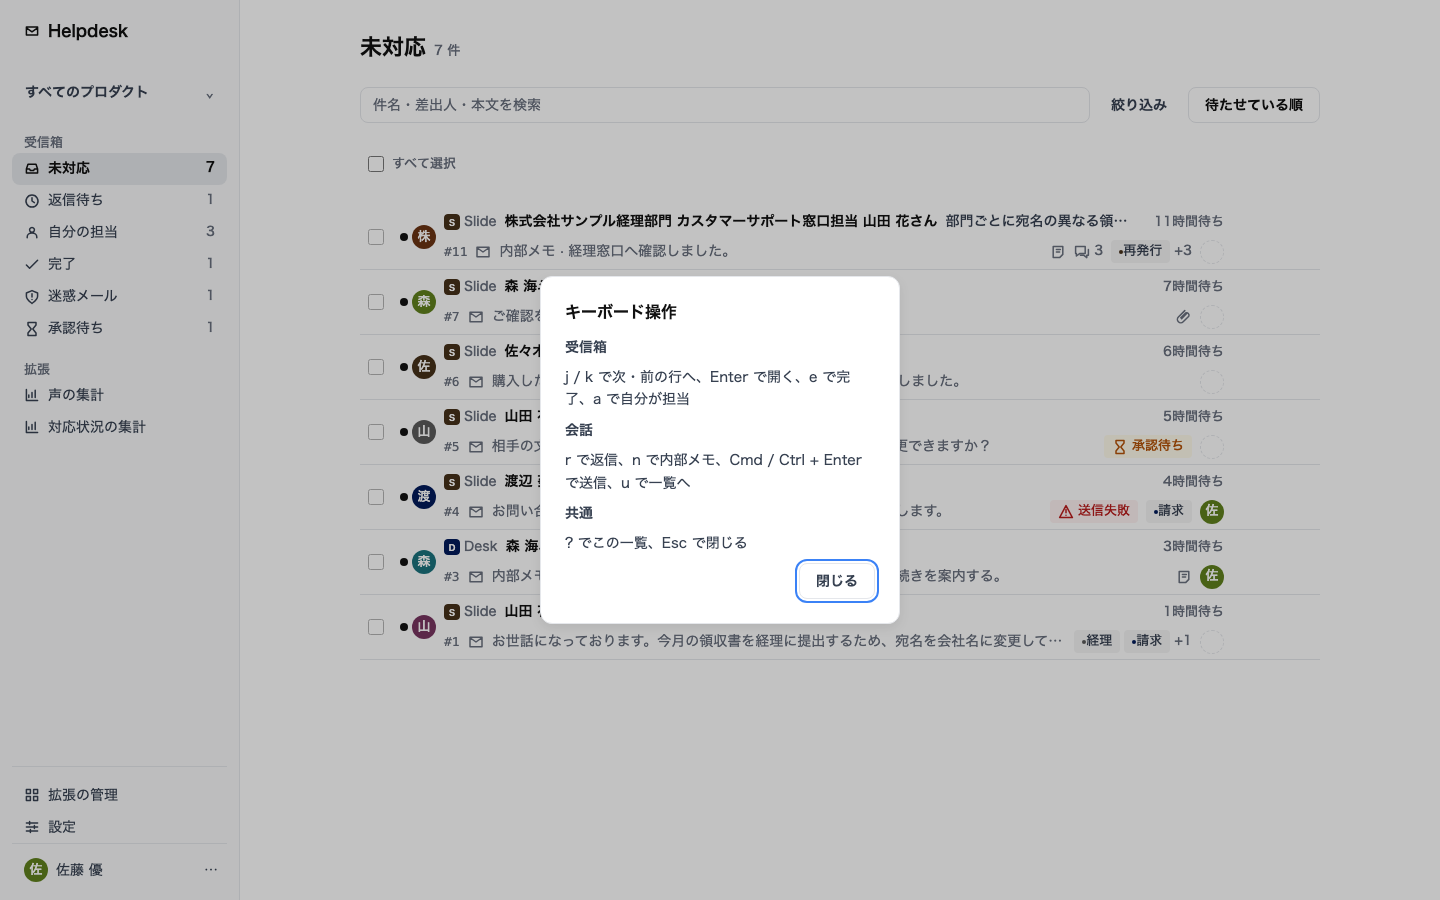 Helpdesk
すべてのプロダクト
受信箱
未対応 7
返信待ち 1
自分の担当 3
完了 1
迷惑メール 1
承認待ち 1
拡張
声の集計
対応状況の集計
拡張の管理
設定
佐 佐藤 優 …
未対応 7 件
件名・差出人・本文を検索 絞り込み 待たせている順
すべて選択
株 S Slide 株式会社サンプル経理部門 カスタマーサポート窓口担当 山田 花さん 部門ごとに宛名の異なる領… 11時間待ち
#11 内部メモ · 経理窓口へ確認しました。 3 •再発行 +3
森 S Slide 森 海 7時間待ち
#7 ご確認
佐 S Slide 佐々木 6時間待ち
#6 購入し しました。
山 S Slide 山田 5時間待ち
#5 相手の 更できますか？ 承認待ち
渡 S Slide 渡辺 4時間待ち
#4 お問い します。 送信失敗 •請求 佐
森 D Desk 森 海 3時間待ち
#3 内部メモ 続きを案内する。 佐
山 S Slide 山田 1時間待ち
#1 お世話になっております。今月の領収書を経理に提出するため、宛名を会社名に変更して… •経理 •請求 +1
キーボード操作
受信箱
j / k で次・前の行へ、Enter で開く、e で完
了、a で自分が担当
会話
r で返信、n で内部メモ、Cmd / Ctrl + Enter
で送信、u で一覧へ
共通
? でこの一覧、Esc で閉じる
閉じる